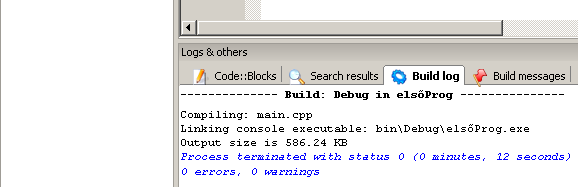 Logs & others
Code::Blocks
Search results
Build log
Build messages
-------------- Build: Debug in elsőProg ---------------
Compiling: main.cpp
Linking console executable: bin\Debug\elsőProg.exe
Output size is 586.24 KB
Process terminated with status 0 (0 minutes, 12 seconds)
0 errors, 0 warnings